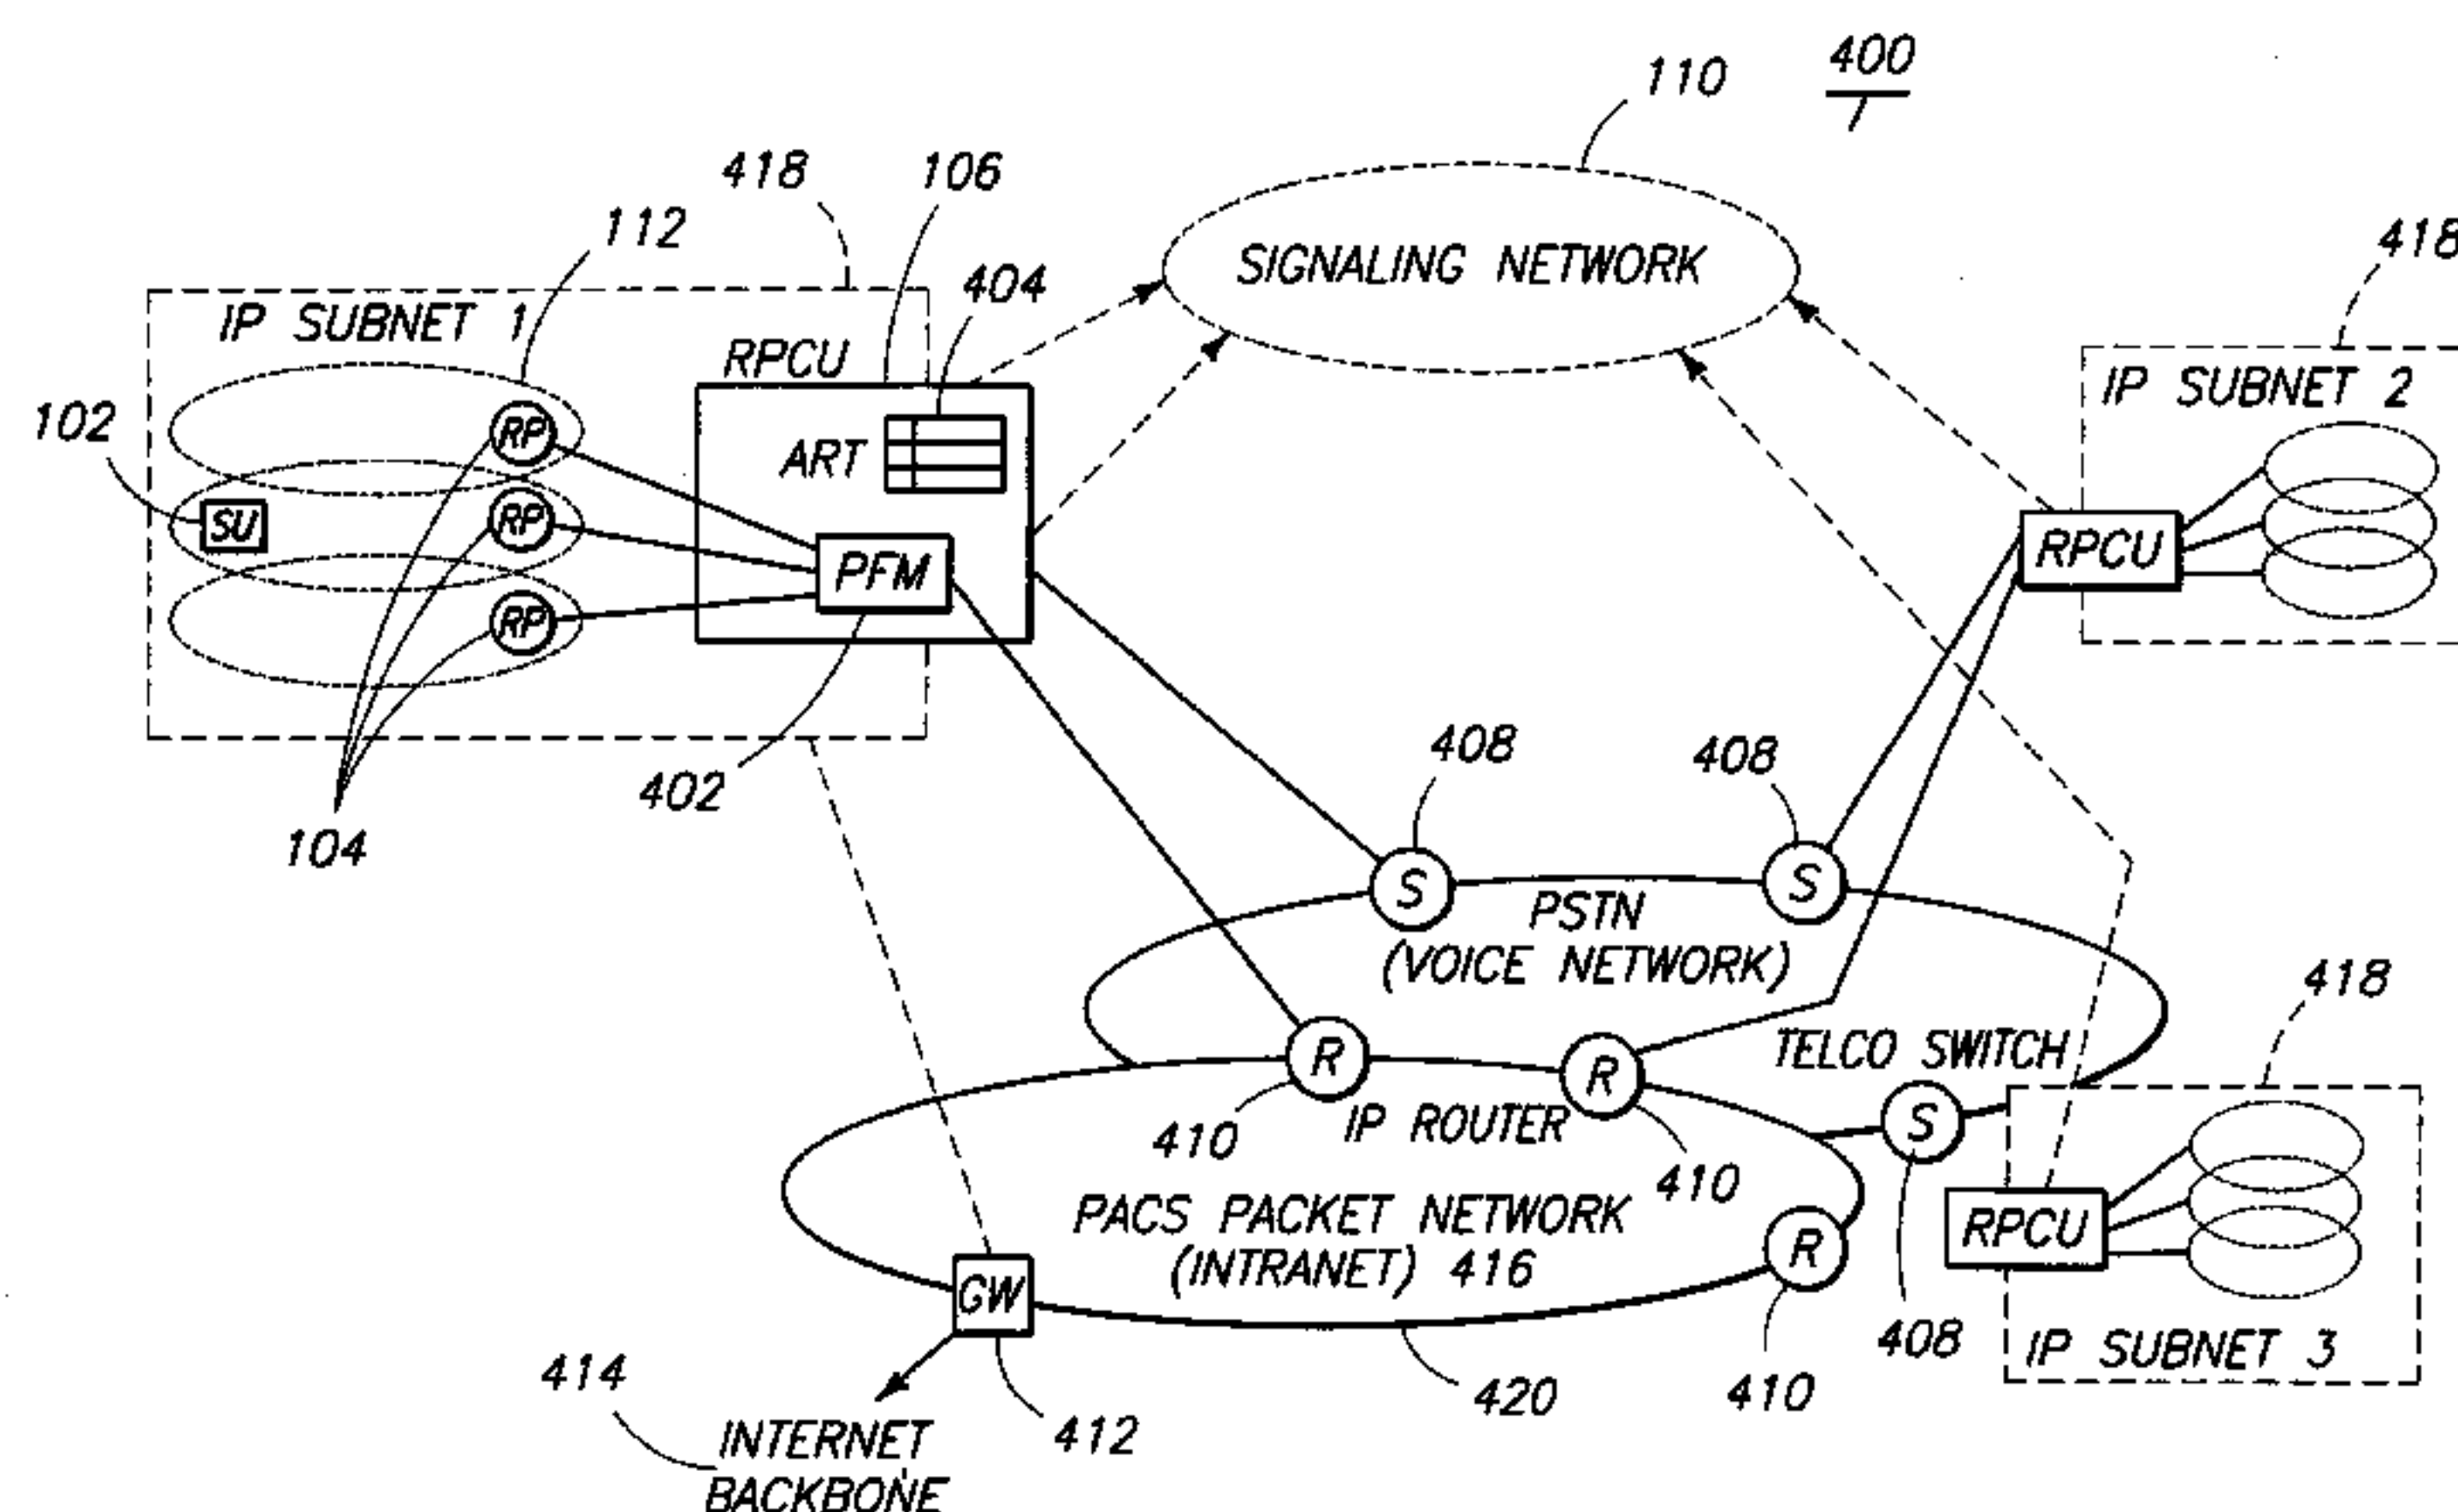 400
110
418
106
112
404
418
SIGNALING NETWORK
IP SUBNET 1
RPCU
IP SUBNET 2
102
RP
ART
SU
RP
PFM
RPCU
RP
402
408
408
104
S
S
PSTN
(VOICE NETWORK)
418
R
R
TELCO SWITCH
410
IP ROUTER
S
410
PACS PACKET NETWORK
(INTRANET) 416
R
RPCU
GW
408
IP SUBNET 3
414
420
410
412
INTERNET
BACKBONE